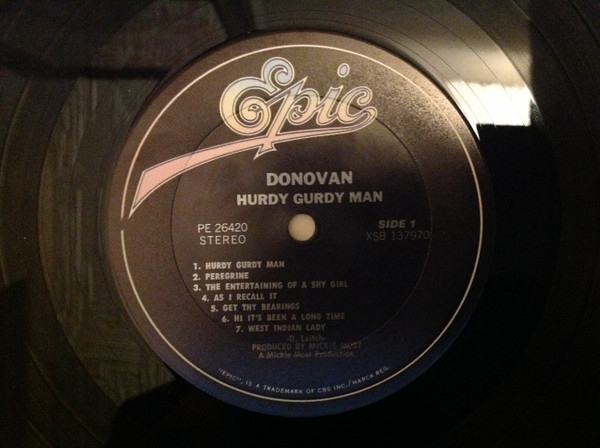 Epic
DONOVAN
HURDY GURDY MAN
PE 26420
STEREO
SIDE 1
XSB 137970
1. HURDY GURDY MAN
2. PEREGRINE
3. THE ENTERTAINING OF A SHY GIRL
4. AS I RECALL IT
5. GET THY BEARINGS
6. HI IT'S BEEN A LONG TIME
7. WEST INDIAN LADY
-D. Leitch-
PRODUCED BY MICKIE MOST
A Mickie Most Production
"EPIC", IS A TRADEMARK OF CBS INC./MARCA REG.